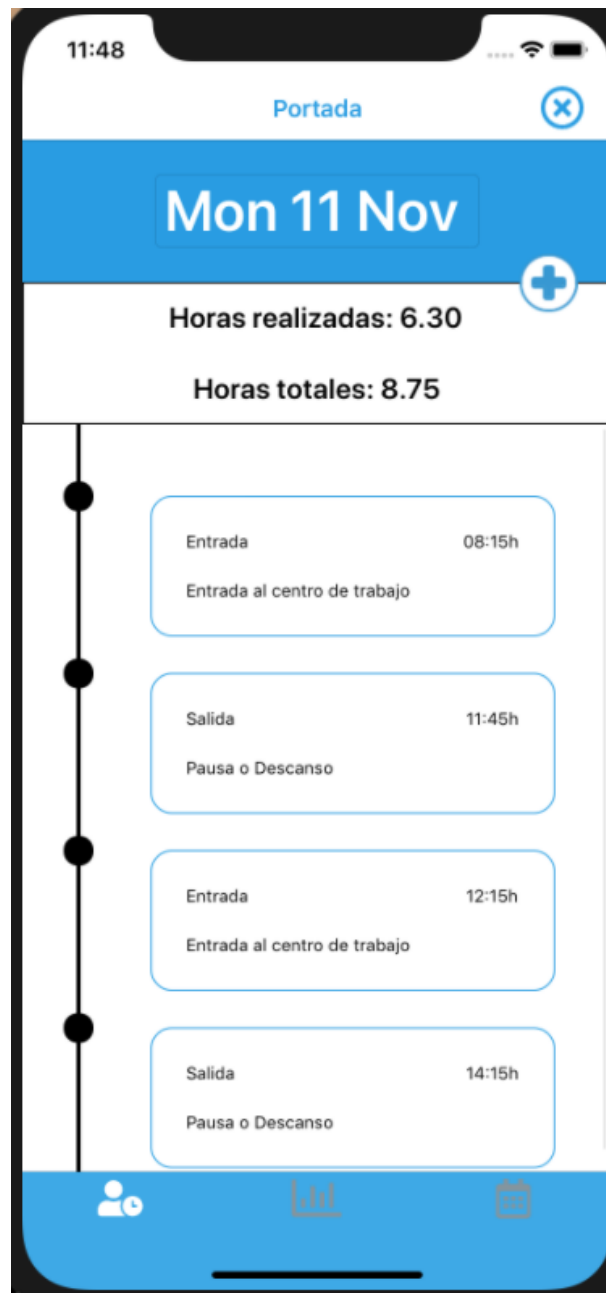 11:48
Portada
Mon 11 Nov
Horas realizadas: 6.30
Horas totales: 8.75
Entrada 08:15h
Entrada al centro de trabajo
Salida 11:45h
Pausa o Descanso
Entrada 12:15h
Entrada al centro de trabajo
Salida 14:15h
Pausa o Descanso